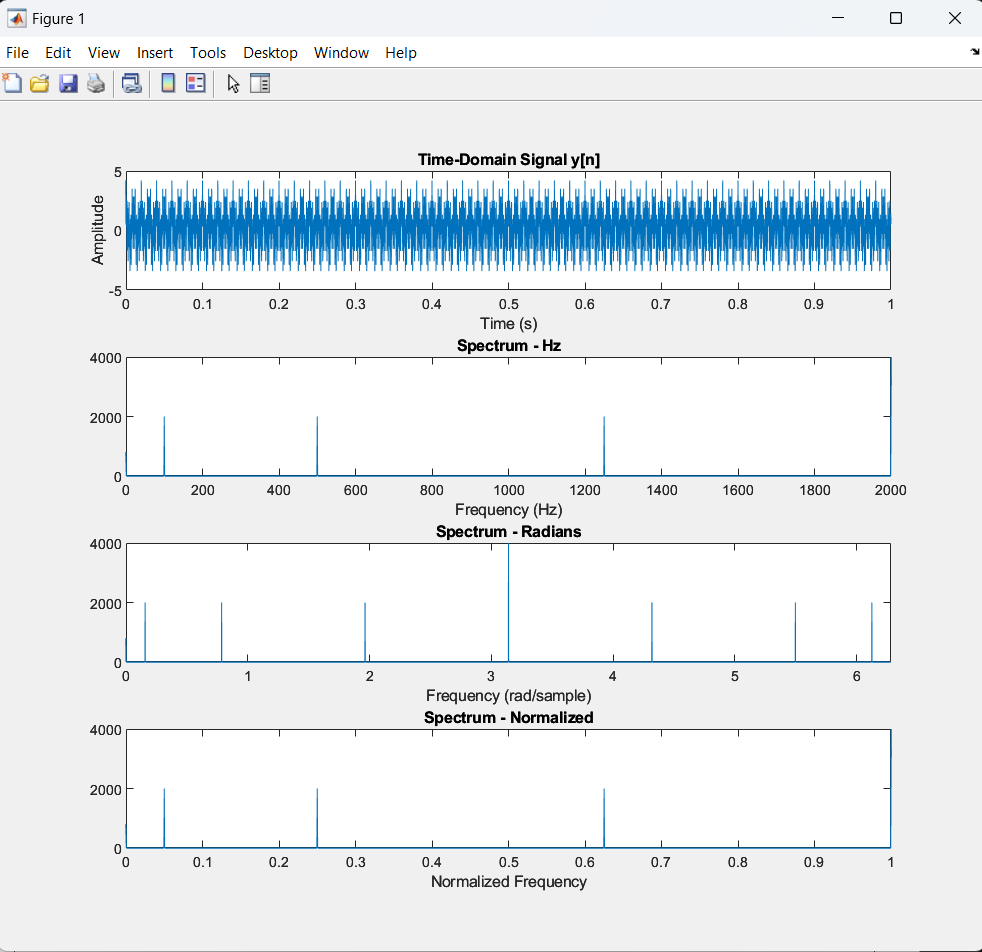 Figure 1
File Edit View Insert Tools Desktop Window Help
Time-Domain Signal y[n]
5
0
-5
Amplitude
0 0.1 0.2 0.3 0.4 0.5 0.6 0.7 0.8 0.9 1
Time (s)
Spectrum - Hz
4000
2000
0
0 200 400 600 800 1000 1200 1400 1600 1800 2000
Frequency (Hz)
Spectrum - Radians
4000
2000
0
0 1 2 3 4 5 6
Frequency (rad/sample)
Spectrum - Normalized
4000
2000
0
0 0.1 0.2 0.3 0.4 0.5 0.6 0.7 0.8 0.9 1
Normalized Frequency